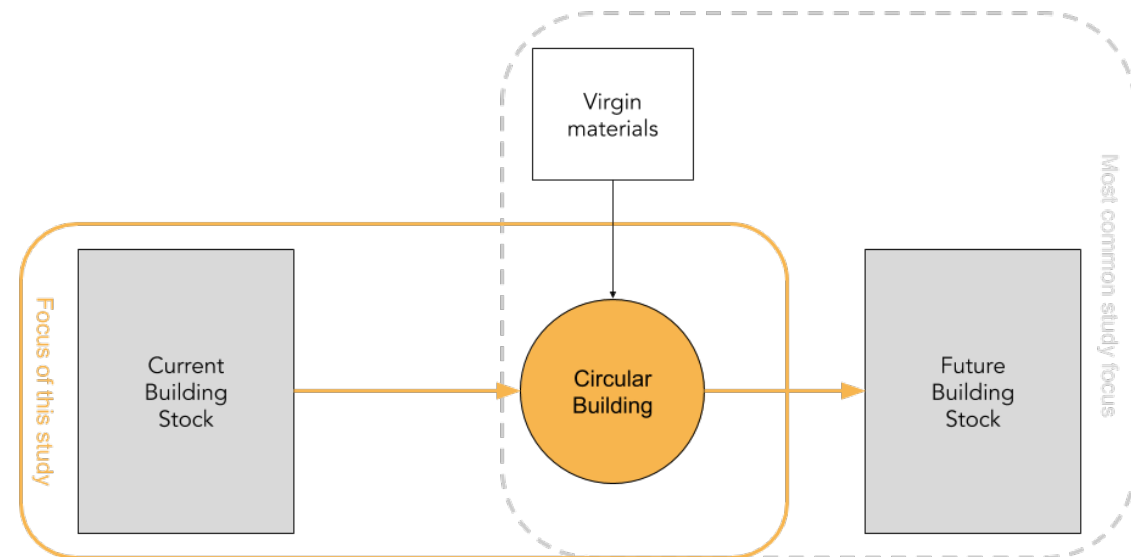 Virgin
materials
Most common study focus
Focus of this study
Current
Building
Stock
Circular
Building
Future
Building
Stock